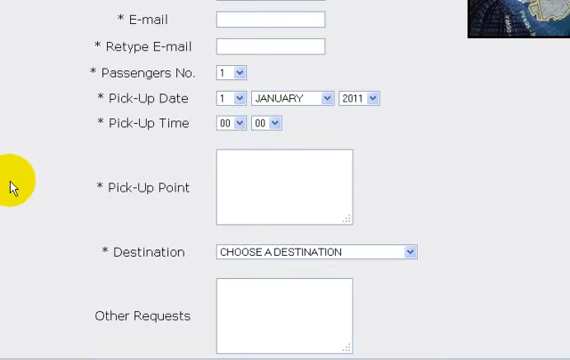 * E-mail
* Retype E-mail
* Passengers No. 1
* Pick-Up Date 1 JANUARY 2011
* Pick-Up Time 00 00
* Pick-Up Point
* Destination CHOOSE A DESTINATION
Other Requests